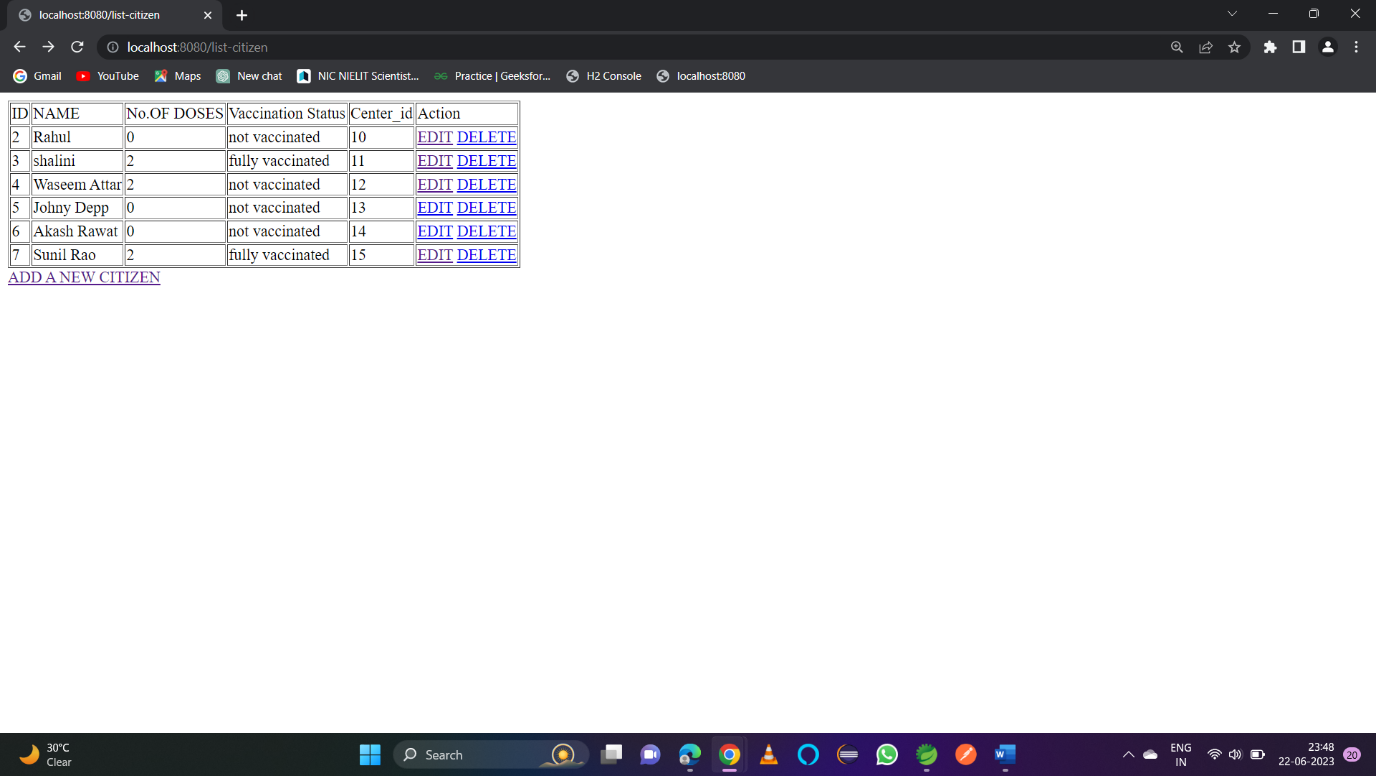 localhost:8080/list-citizen
localhost:8080/list-citizen
Gmail YouTube Maps New chat NIC NIELIT Scientist... Practice | Geeksfor... H2 Console localhost:8080
ID NAME No.OF DOSES Vaccination Status Center_id Action
2 Rahul 0 not vaccinated 10 EDIT DELETE
3 shalini 2 fully vaccinated 11 EDIT DELETE
4 Waseem Attar 2 not vaccinated 12 EDIT DELETE
5 Johny Depp 0 not vaccinated 13 EDIT DELETE
6 Akash Rawat 0 not vaccinated 14 EDIT DELETE
7 Sunil Rao 2 fully vaccinated 15 EDIT DELETE
ADD A NEW CITIZEN
30°C
Clear
Search
ENG
IN
23:48
22-06-2023
20